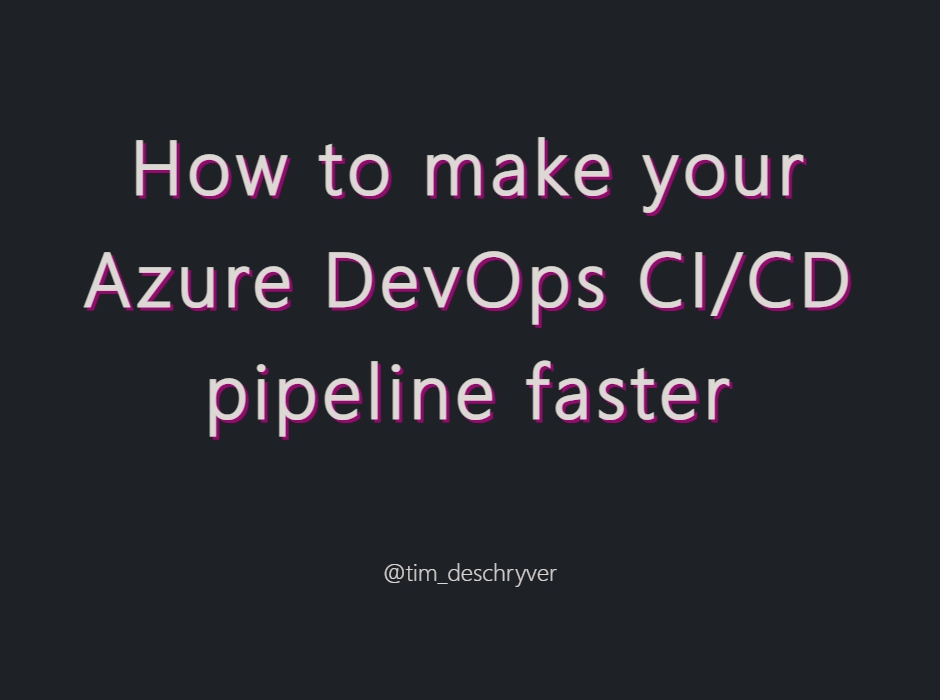 How to make your
Azure DevOps CI/CD
pipeline faster
@tim_deschryver